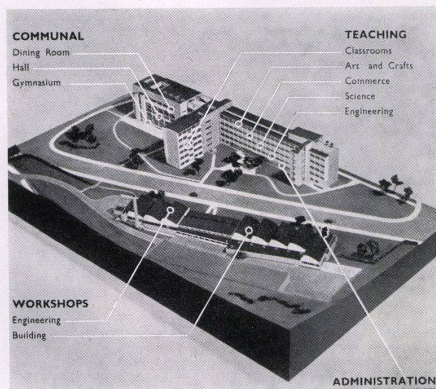 COMMUNAL
Dining Room
Hall
Gymnasium
TEACHING
Classrooms
Art and Crafts
Commerce
Science
Engineering
WORKSHOPS
Engineering
Building
ADMINISTRATION